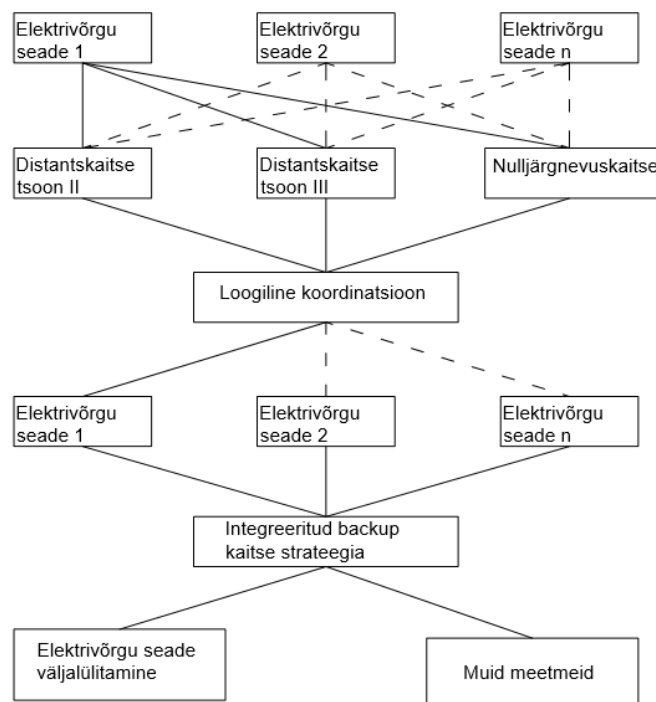 Elektrivõrgu
seade 1
Elektrivõrgu
seade 2
Elektrivõrgu
seade n
Distantskaitse
tsoon II
Distantskaitse
tsoon III
Nulljärgnevuskaitse
Loogiline koordinatsioon
Elektrivõrgu
seade 1
Elektrivõrgu
seade 2
Elektrivõrgu
seade n
Integreeritud backup
kaitse strateegia
Elektrivõrgu seade
väljalülitamine
Muid meetmeid